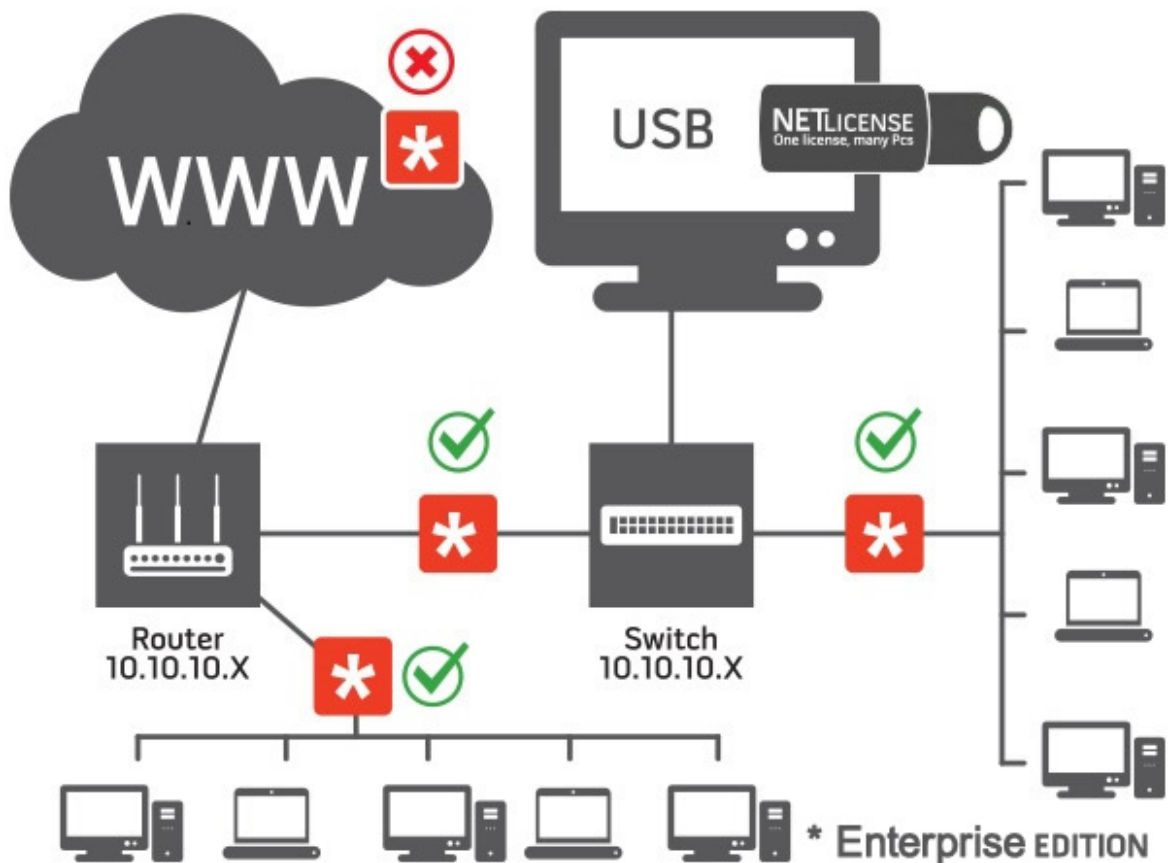 WWW
*
USB
NETLICENSE
One license, many Pcs
*
*
Router
10.10.10.X
Switch
10.10.10.X
*
* Enterprise EDITION